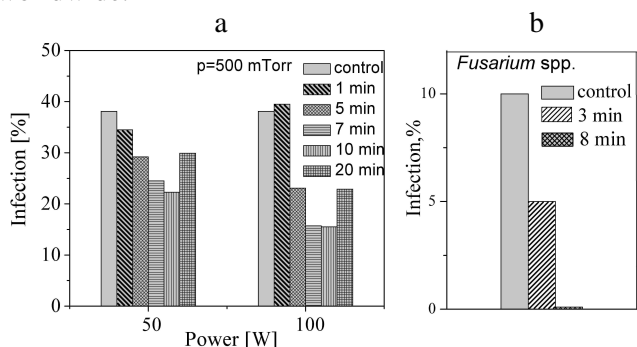 a
50
40
30
20
10
0
Infection [%]
p=500 mTorr
control
1 min
5 min
7 min
10 min
20 min
50
100
Power [W]
b
Fusarium spp.
10
5
0
Infection,%
control
3 min
8 min